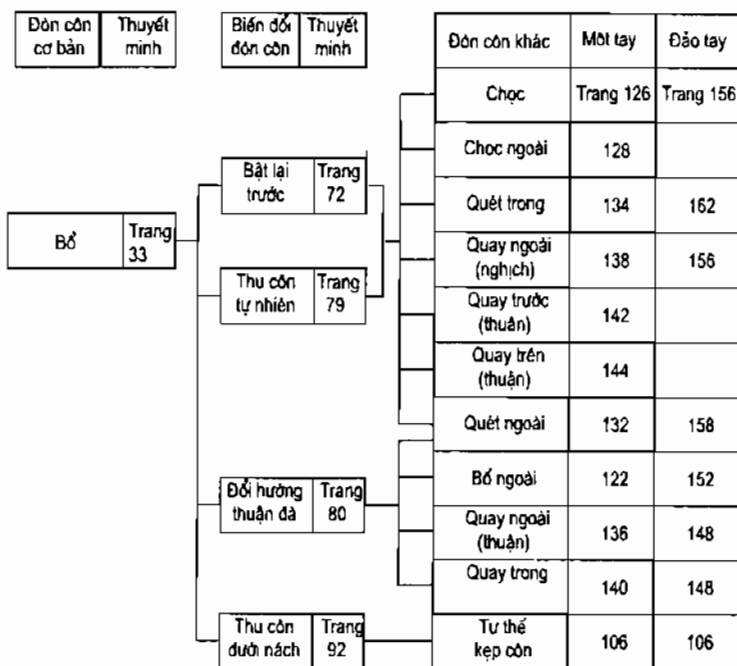 Đòn côn Thuyết
cơ bản minh
Biến đổi Thuyết
đòn côn minh
Đòn côn khác Một tay Đảo tay
Chọc Trang 126 Trang 156
Chọc ngoài 128
Bật lại Trang
trước 72
Quét trong 134 162
Bổ Trang
33
Quay ngoài 138 156
(nghịch)
Thu côn Trang
tự nhiên 79
Quay trước 142
(thuận)
Quay trên 144
(thuận)
Quét ngoài 132 158
Đổi hướng Trang
thuận đà 80
Bổ ngoài 122 152
Quay ngoài 136 148
(thuận)
Quay trong 140 148
Thu côn Trang
dưới nách 92
Tư thế 106 106
kẹp côn